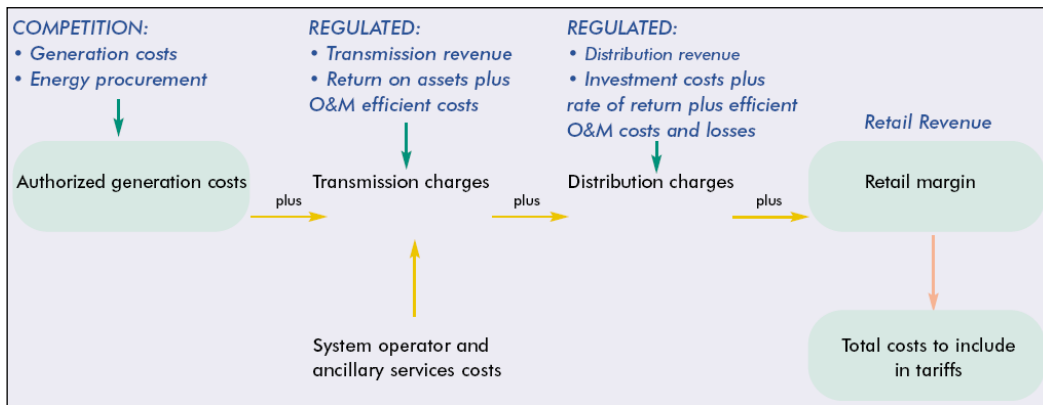 COMPETITION:
• Generation costs
• Energy procurement
REGULATED:
• Transmission revenue
• Return on assets plus
O&M efficient costs
REGULATED:
• Distribution revenue
• Investment costs plus
rate of return plus efficient
O&M costs and losses
Retail Revenue
Authorized generation costs
plus
Transmission charges
plus
Distribution charges
plus
Retail margin
System operator and
ancillary services costs
Total costs to include
in tariffs